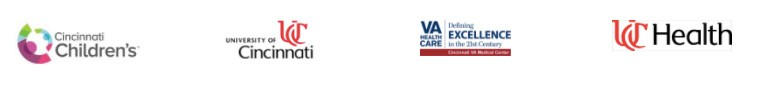 Cincinnati
Children's
UNIVERSITY OF
Cincinnati
VA
HEALTH
CARE
Defining
EXCELLENCE
in the 21st Century
Cincinnati VA Medical Center
UC Health